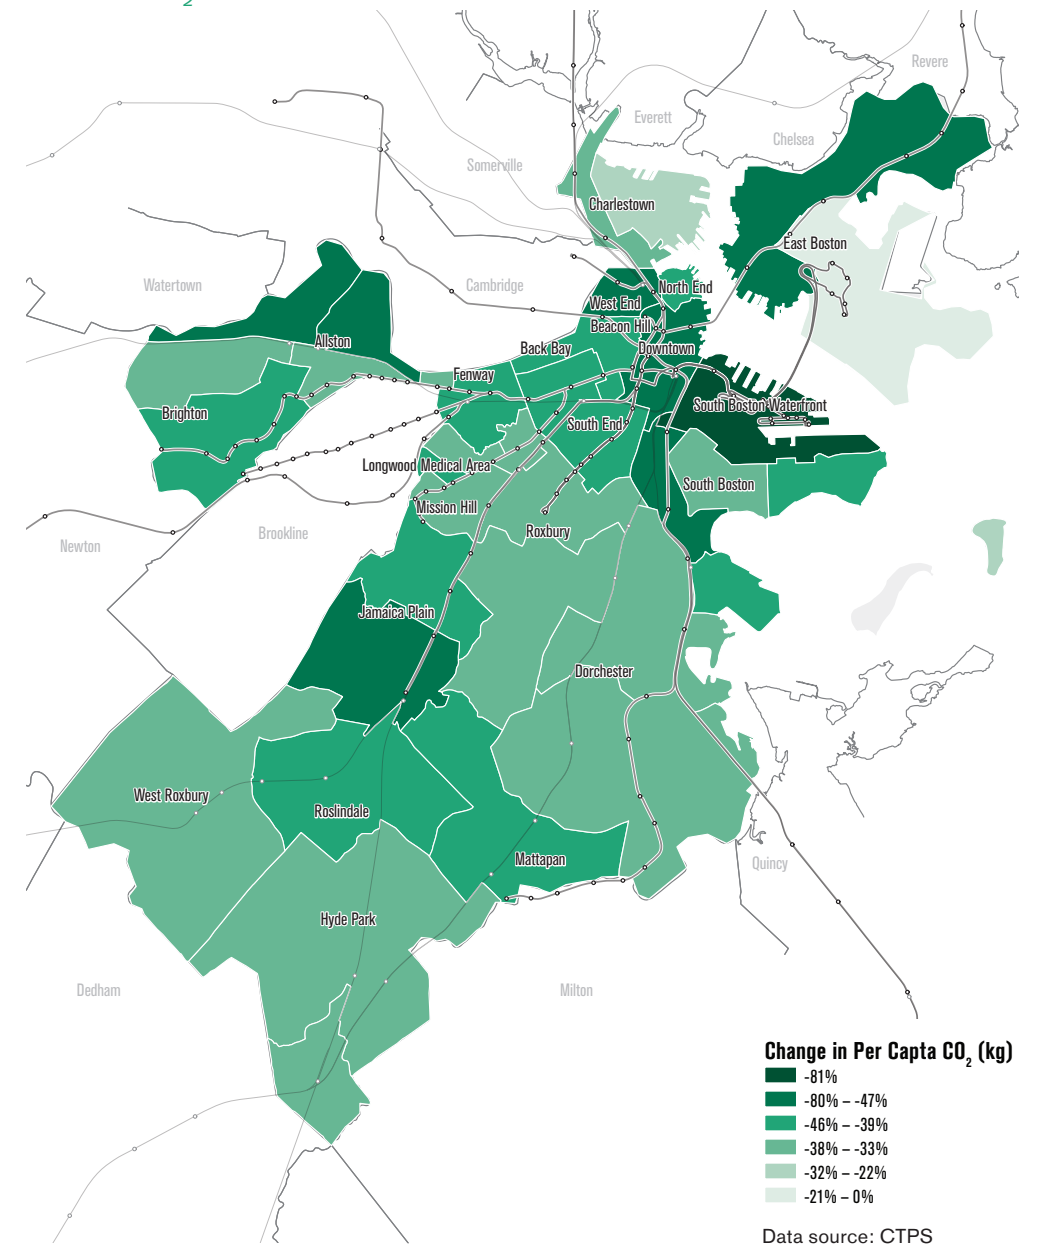 2
Revere
Everett
Chelsea
Somerville
Charlestown
East Boston
Watertown
Cambridge
North End
West End
Beacon Hill
Allston
Back Bay
Downtown
Fenway
Brighton
South Boston Waterfront
South End
Longwood Medical Area
South Boston
Mission Hill
Roxbury
Brookline
Newton
Jamaica Plain
Dorchester
West Roxbury
Roslindale
Mattapan
Quincy
Hyde Park
Dedham
Milton
Change in Per Capta CO2 (kg)
-81%
-80% – -47%
-46% – -39%
-38% – -33%
-32% – -22%
-21% – 0%
Data source: CTPS